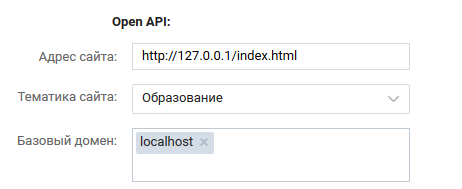 Open API:
Адрес сайта: http://127.0.0.1/index.html
Тематика сайта: Образование
Базовый домен: localhost